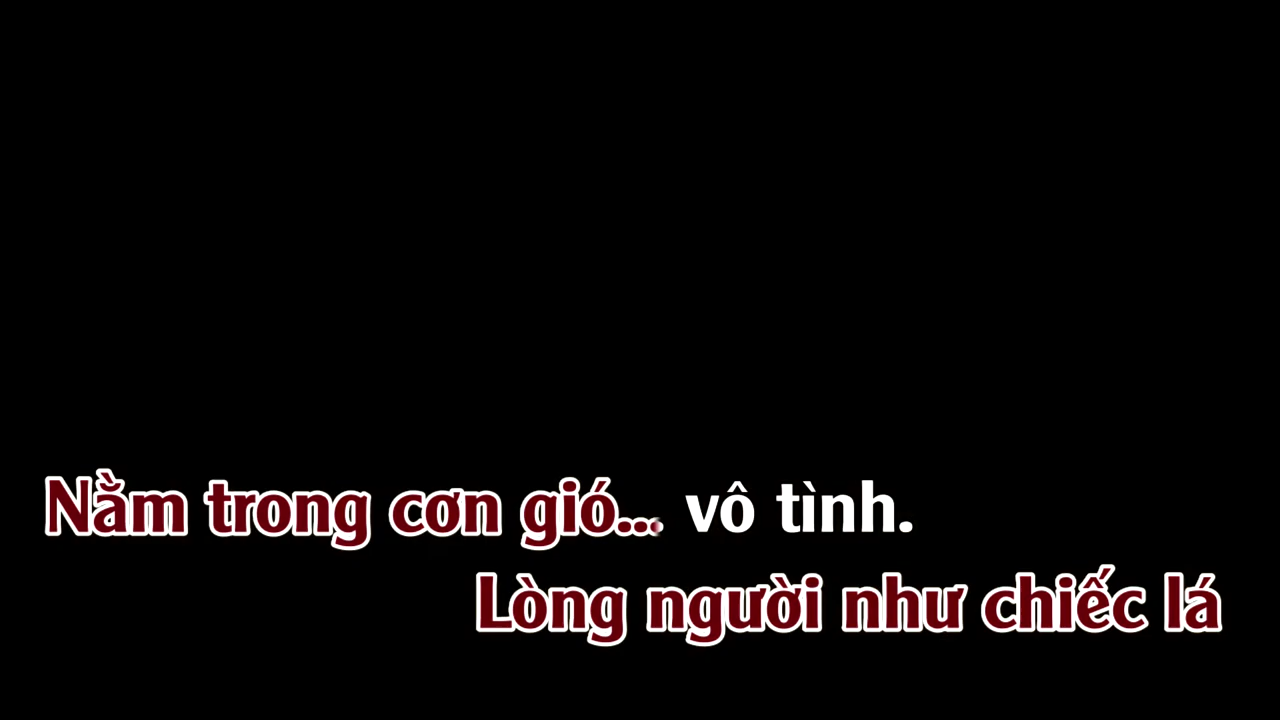 Nằm trong cơn gió... vô tình.
Lòng người như chiếc lá